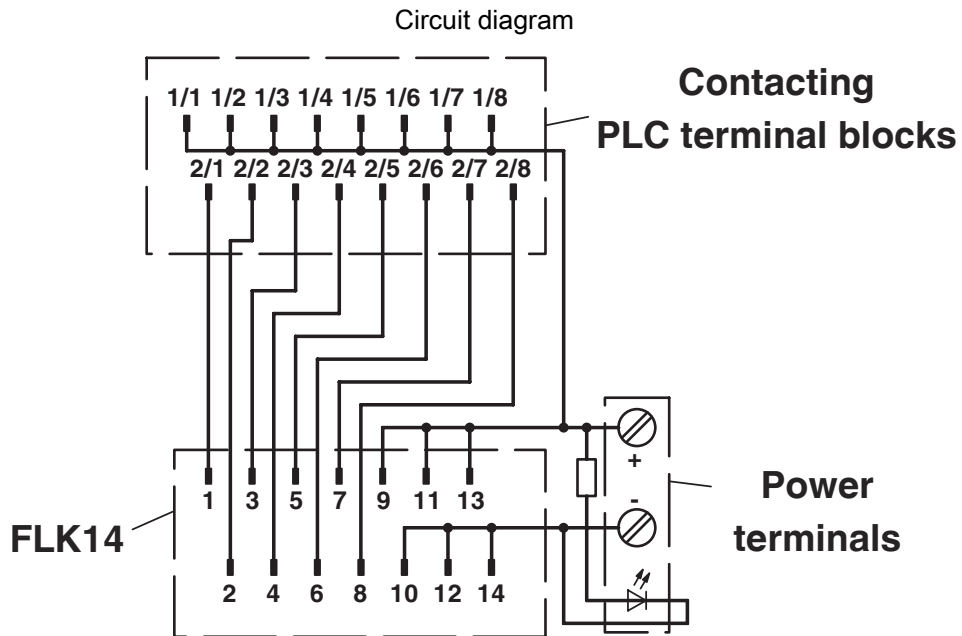 Circuit diagram
1/1 1/2 1/3 1/4 1/5 1/6 1/7 1/8
Contacting
PLC terminal blocks
2/1 2/2 2/3 2/4 2/5 2/6 2/7 2/8
+
-
Power
terminals
1 3 5 7 9 11 13
FLK14
2 4 6 8 10 12 14